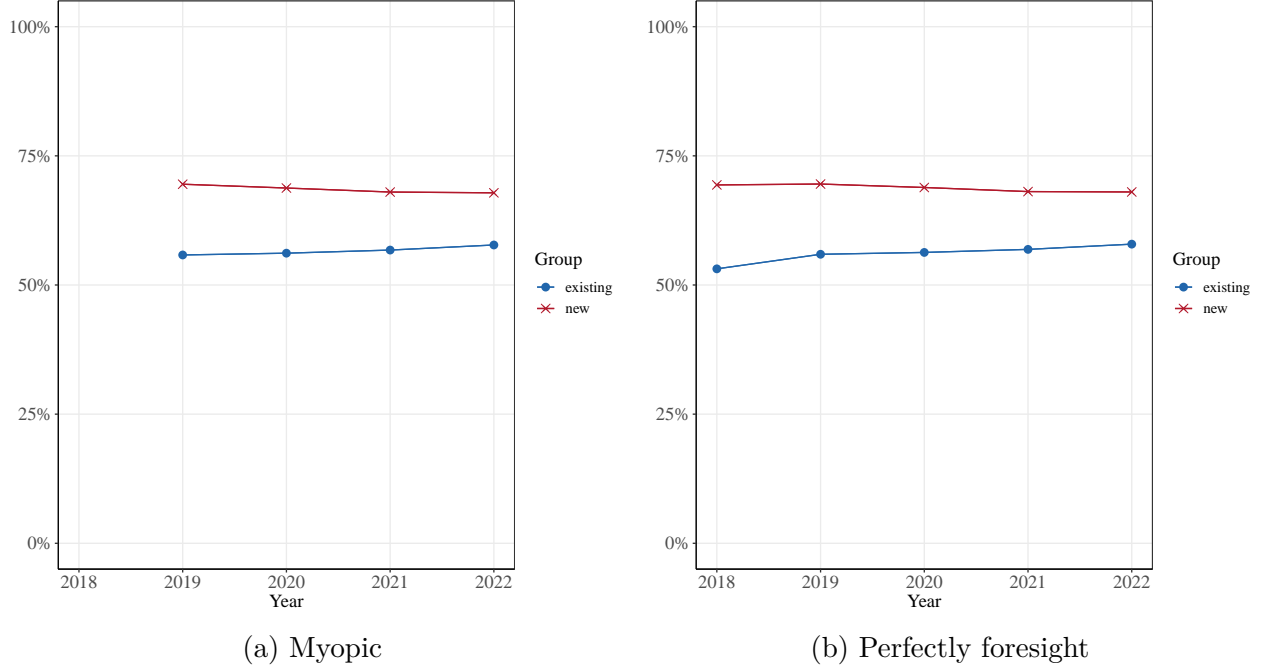 100%
75%
50%
25%
0%
2018 2019 2020 2021 2022
Year
Group
existing
new
(a) Myopic
100%
75%
50%
25%
0%
2018 2019 2020 2021 2022
Year
Group
existing
new
(b) Perfectly foresight